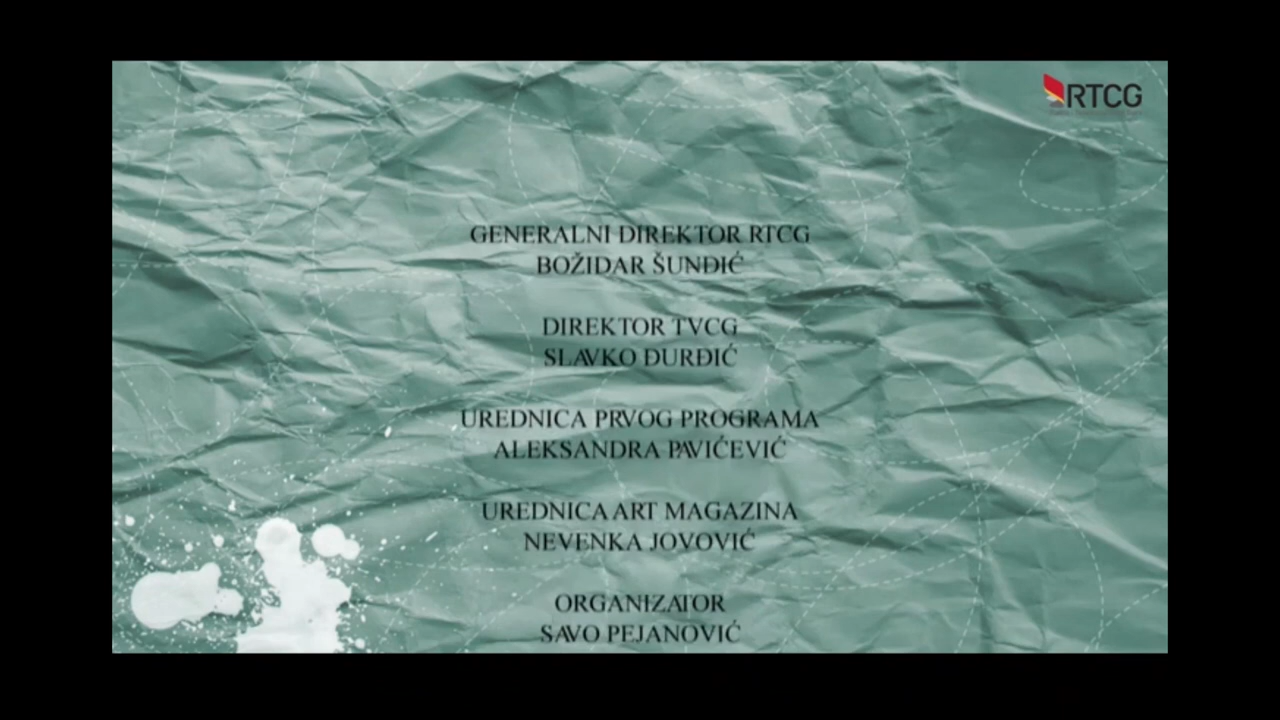 RTCG
GENERALNI DIREKTOR RTCG
BOŽIDAR ŠUNDIĆ
DIREKTOR TVCG
SLAVKO ĐURĐIĆ
UREDNICA PRVOG PROGRAMA
ALEKSANDRA PAVIĆEVIĆ
UREDNICA ART MAGAZINA
NEVENKA JOVOVIĆ
ORGANIZATOR
SAVO PEJANOVIĆ